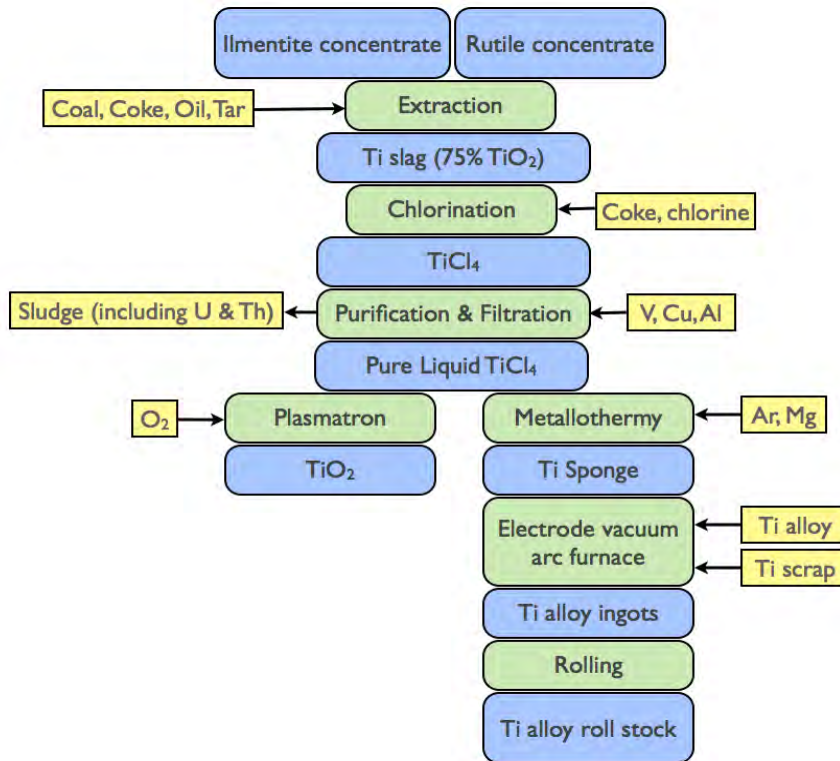 Ilmentite concentrate
Rutile concentrate
Coal, Coke, Oil, Tar
Extraction
Ti slag (75% TiO₂)
Chlorination
Coke, chlorine
TiCl₄
Sludge (including U & Th)
Purification & Filtration
V, Cu, Al
Pure Liquid TiCl₄
O₂
Plasmatron
Metallothermy
Ar, Mg
TiO₂
Ti Sponge
Electrode vacuum
arc furnace
Ti alloy
Ti scrap
Ti alloy ingots
Rolling
Ti alloy roll stock